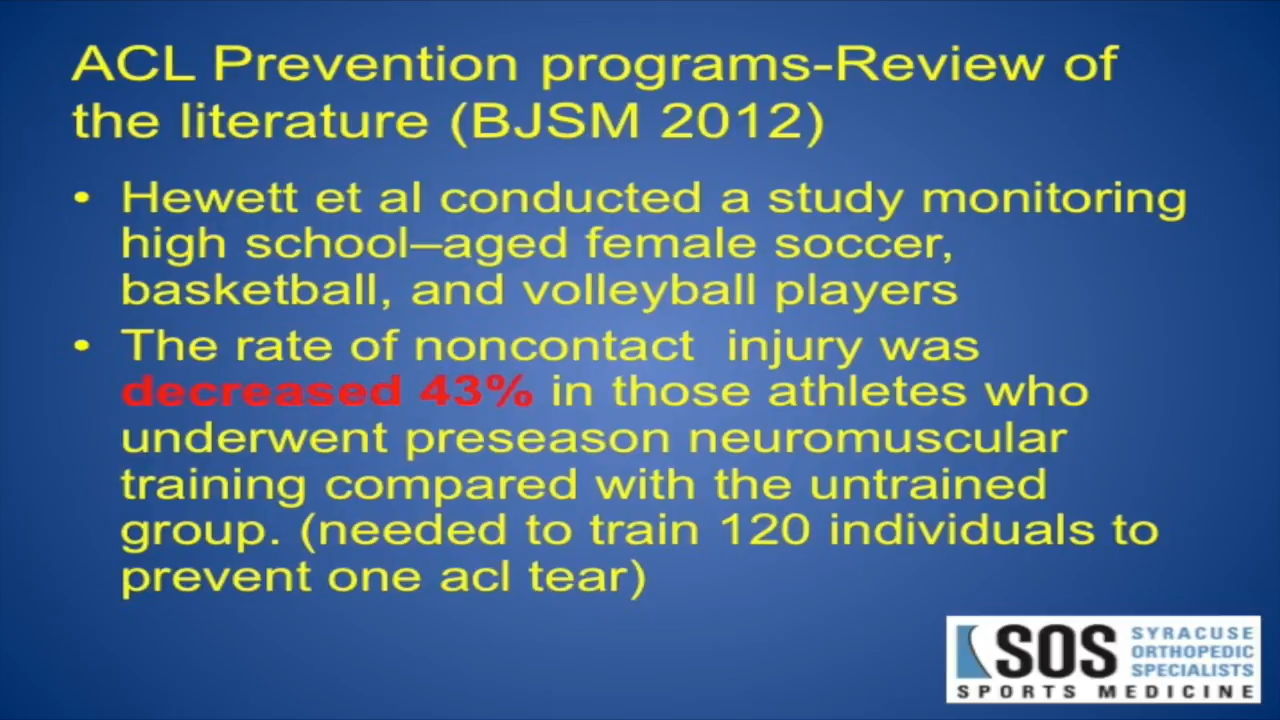 ACL Prevention programs-Review of
the literature (BJSM 2012)
• Hewett et al conducted a study monitoring
high school–aged female soccer,
basketball, and volleyball players
• The rate of noncontact  injury was
decreased 43% in those athletes who
underwent preseason neuromuscular
training compared with the untrained
group. (needed to train 120 individuals to
prevent one acl tear)
SOS
SYRACUSE
ORTHOPEDIC
SPECIALISTS
SPORTS MEDICINE